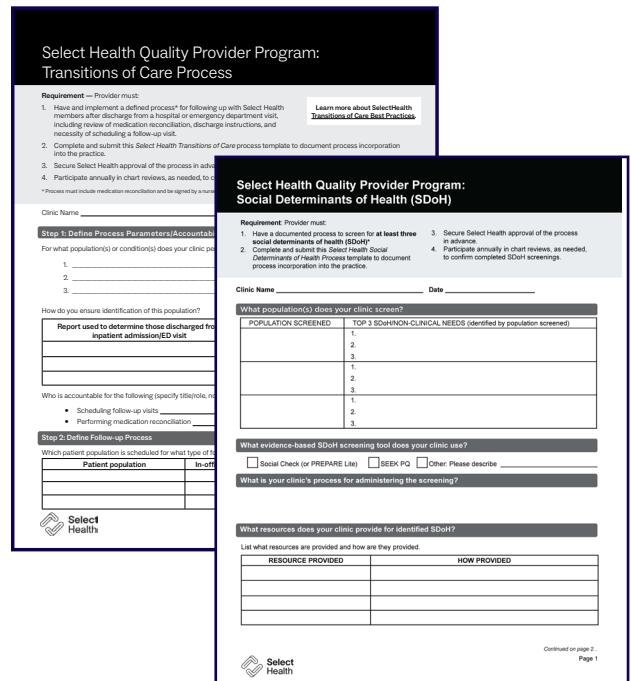 Select Health Quality Provider Program:
Transitions of Care Process
Requirement — Provider must:
1. Have and implement a defined process* for following up with Select Health
members after discharge from a hospital or emergency department visit,
including review of medication reconciliation, discharge instructions, and
necessity of scheduling a follow-up visit.
2. Complete and submit this Select Health Transitions of Care process template to document process incorporation
into the practice.
3. Secure Select Health approval of the process in adva
4. Participate annually in chart reviews, as needed, to c
* Process must include medication reconciliation and be signed by a nurse
Learn more about SelectHealth
Transitions of Care Best Practices.
Clinic Name
Step 1: Define Process Parameters/Accountabi
For what population(s) or condition(s) does your clinic pe
1.
2.
3.
How do you ensure identification of this population?
Report used to determine those discharged fro
inpatient admission/ED visit
Who is accountable for the following (specify title/role, no
• Scheduling follow-up visits
• Performing medication reconciliation
Step 2: Define Follow-up Process
Which patient population is scheduled for what type of fo
Patient population In-off
Select
Health
Select Health Quality Provider Program:
Social Determinants of Health (SDoH)
Requirement: Provider must:
1. Have a documented process to screen for at least three
social determinants of health (SDoH)*
2. Complete and submit this Select Health Social
Determinants of Health Process template to document
process incorporation into the practice.
3. Secure Select Health approval of the process
in advance.
4. Participate annually in chart reviews, as needed,
to confirm completed SDoH screenings.
Clinic Name Date
What population(s) does your clinic screen?
POPULATION SCREENED TOP 3 SDoH/NON-CLINICAL NEEDS (identified by population screened)
1.
2.
3.
1.
2.
3.
1.
2.
3.
What evidence-based SDoH screening tool does your clinic use?
Social Check (or PREPARE Lite) SEEK PQ Other: Please describe
What is your clinic's process for administering the screening?
What resources does your clinic provide for identified SDoH?
List what resources are provided and how are they provided.
RESOURCE PROVIDED HOW PROVIDED
Continued on page 2...
Page 1
Select
Health